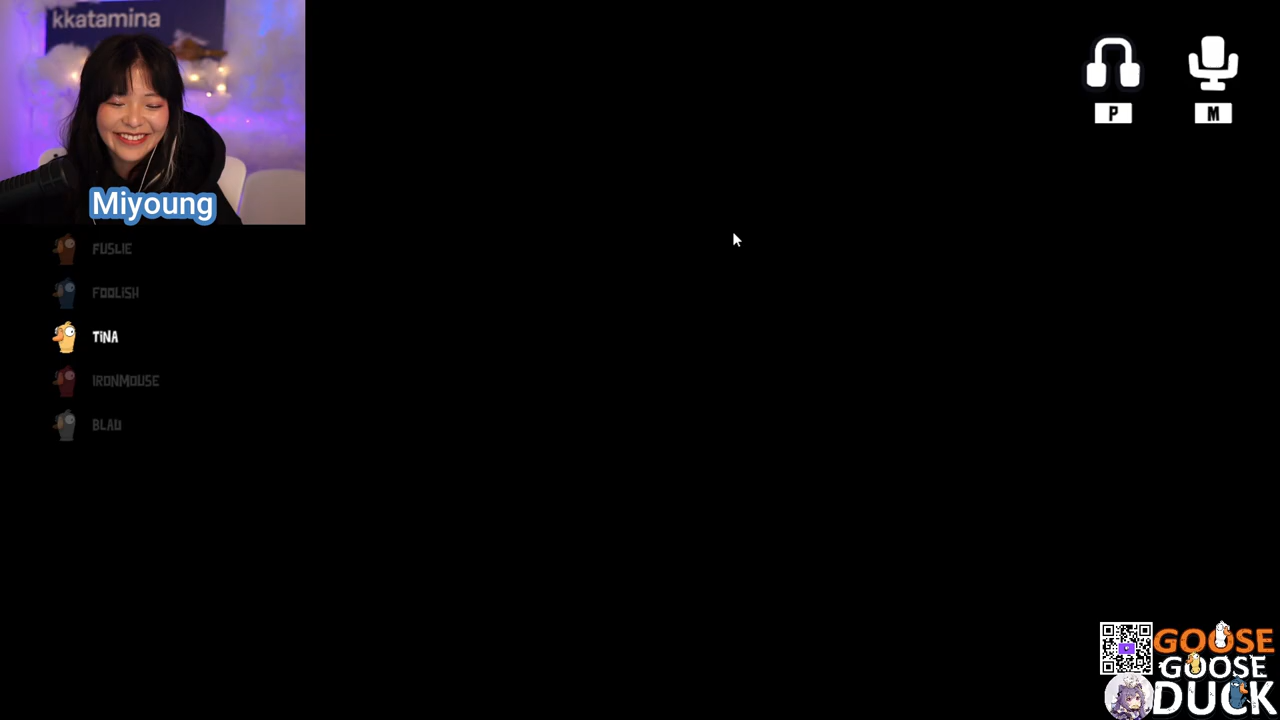 kkatamina
Miyoung
FUSLIE
FOOLISH
TINA
IRONMOUSE
BLAU
P
M
GOOSE
GOOSE
DUCK